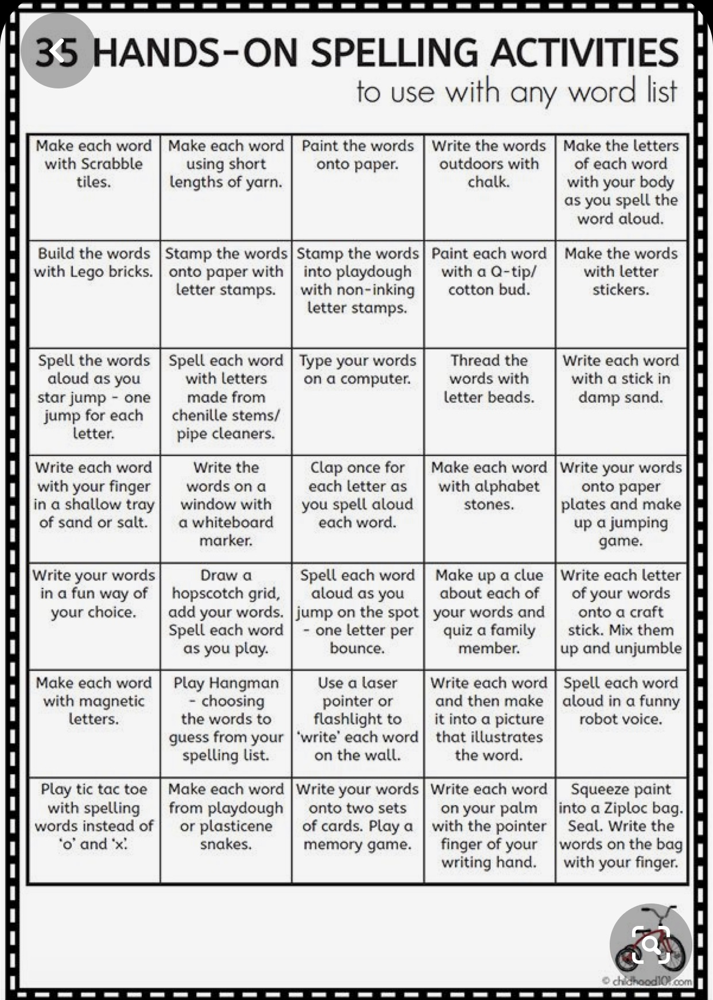 35 HANDS-ON SPELLING ACTIVITIES
to use with any word list
Make each word
with Scrabble
tiles.
Make each word
using short
lengths of yarn.
Paint the words
onto paper.
Write the words
outdoors with
chalk.
Make the letters
of each word
with your body
as you spell the
word aloud.
Build the words
with Lego bricks.
Stamp the words
onto paper with
letter stamps.
Stamp the words
into playdough
with non-inking
letter stamps.
Paint each word
with a Q-tip/
cotton bud.
Make the words
with letter
stickers.
Spell the words
aloud as you
star jump - one
jump for each
letter.
Spell each word
with letters
made from
chenille stems/
pipe cleaners.
Type your words
on a computer.
Thread the
words with
letter beads.
Write each word
with a stick in
damp sand.
Write each word
with your finger
in a shallow tray
of sand or salt.
Write the
words on a
window with
a whiteboard
marker.
Clap once for
each letter as
you spell aloud
each word.
Make each word
with alphabet
stones.
Write your words
onto paper
plates and make
up a jumping
game.
Write your words
in a fun way of
your choice.
Draw a
hopscotch grid,
add your words.
Spell each word
as you play.
Spell each word
aloud as you
jump on the spot
- one letter per
bounce.
Make up a clue
about each of
your words and
quiz a family
member.
Write each letter
of your words
onto a craft
stick. Mix them
up and unjumble
Make each word
with magnetic
letters.
Play Hangman
- choosing
the words to
guess from your
spelling list.
Use a laser
pointer or
flashlight to
‘write’ each word
on the wall.
Write each word
and then make
it into a picture
that illustrates
the word.
Spell each word
aloud in a funny
robot voice.
Play tic tac toe
with spelling
words instead of
‘o’ and ‘x’.
Make each word
from playdough
or plasticene
snakes.
Write your words
onto two sets
of cards. Play a
memory game.
Write each word
on your palm
with the pointer
finger of your
writing hand.
Squeeze paint
into a Ziploc bag.
Seal. Write the
words on the bag
with your finger.
© childhood101.com